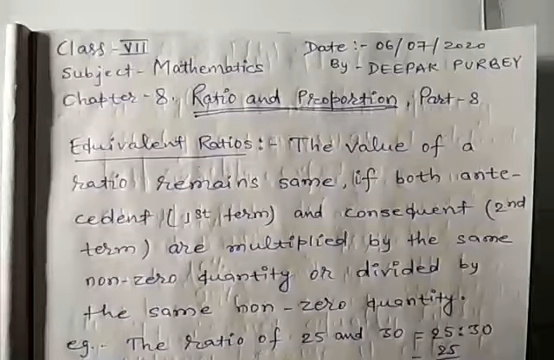 Class - VII Date :- 06/07/2020
Subject - Mathematics By - DEEPAK PURBEY
Chapter - 8. Ratio and Proportion, Part - 8
Equivalent Ratios :- The value of a
ratio remains same, if both ante-
cedent (1st term) and consequent (2nd
term) are multiplied by the same
non-zero quantity or divided by
the same non-zero quantity.
eg.- The ratio of 25 and 30 = 25:30
= 25